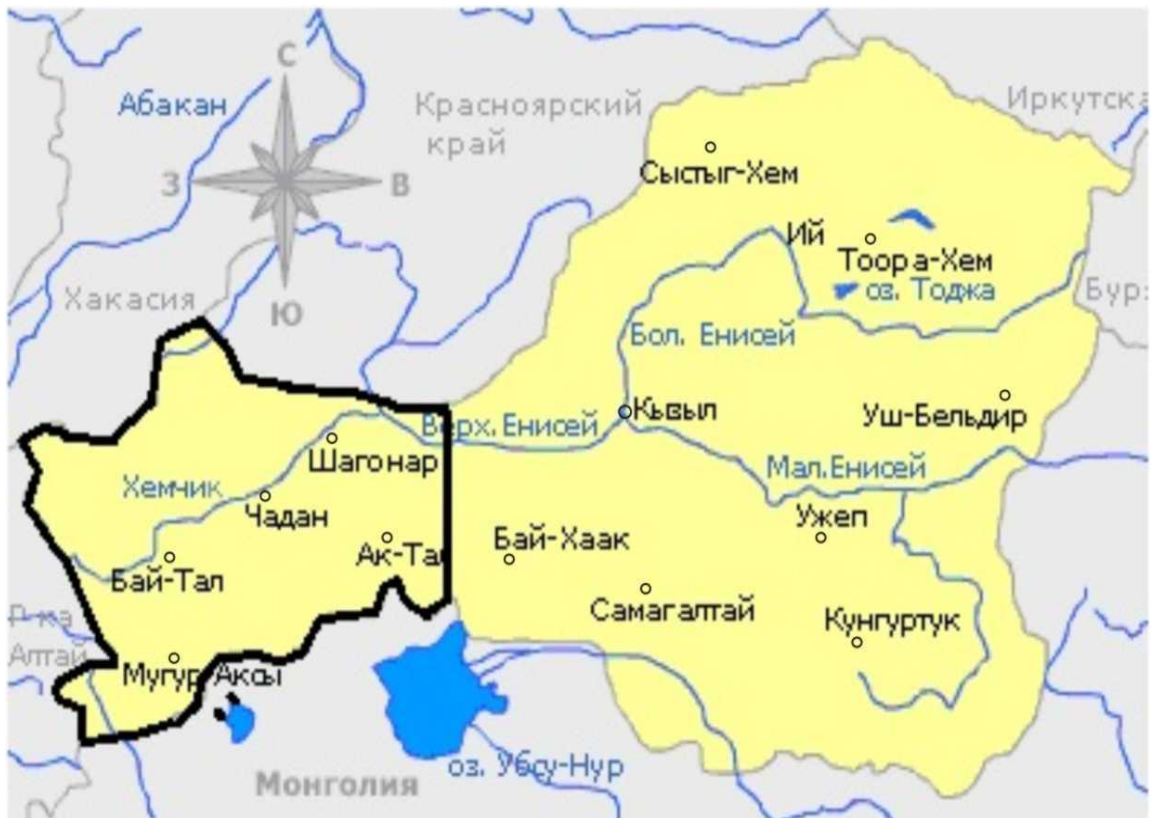 С
Абакан
Красноярский
край
Иркутска
З
В
Сыстыг-Хем
Ий
Тоора-Хем
оз. Тоджа
Хакасия
Ю
Бур
Бол. Енисей
Кызыл
Уш-Бельдир
Верх. Енисей
Шагонар
Мал.Енисей
Хемчик
Чадан
Ужеп
Ак-Тал
Бай-Хаак
Бай-Тал
Самагалтай
Р-ка
Алтай
Кунгуртук
Мугур Аксы
оз. Убсу-Нур
Монголия